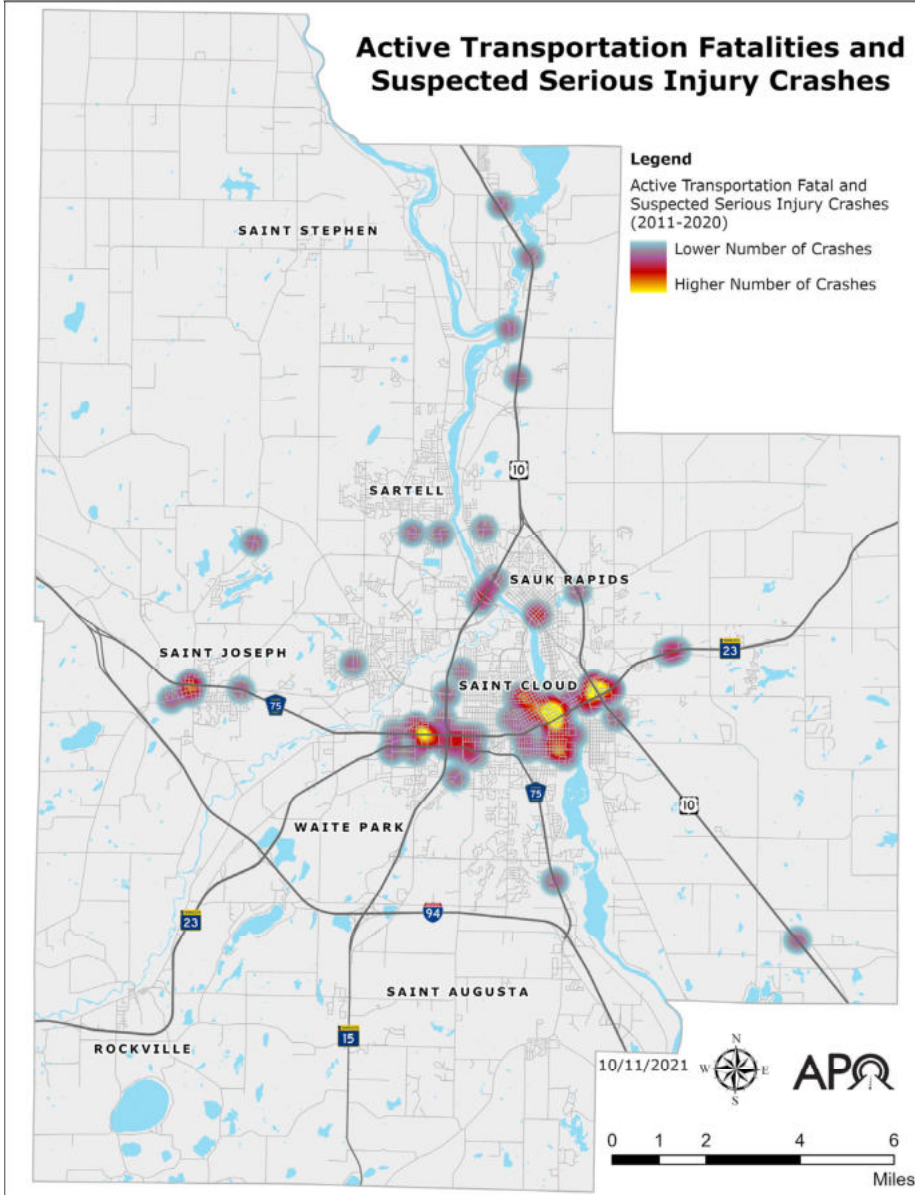 Active Transportation Fatalities and
Suspected Serious Injury Crashes
Legend
Active Transportation Fatal and
Suspected Serious Injury Crashes
(2011-2020)
Lower Number of Crashes
Higher Number of Crashes
SAINT STEPHEN
10
SARTELL
SAUK RAPIDS
SAINT JOSEPH
23
SAINT CLOUD
75
75
10
WAITE PARK
94
23
SAINT AUGUSTA
15
ROCKVILLE
10/11/2021
N
W E
S
APO
0 1 2 4 6
Miles